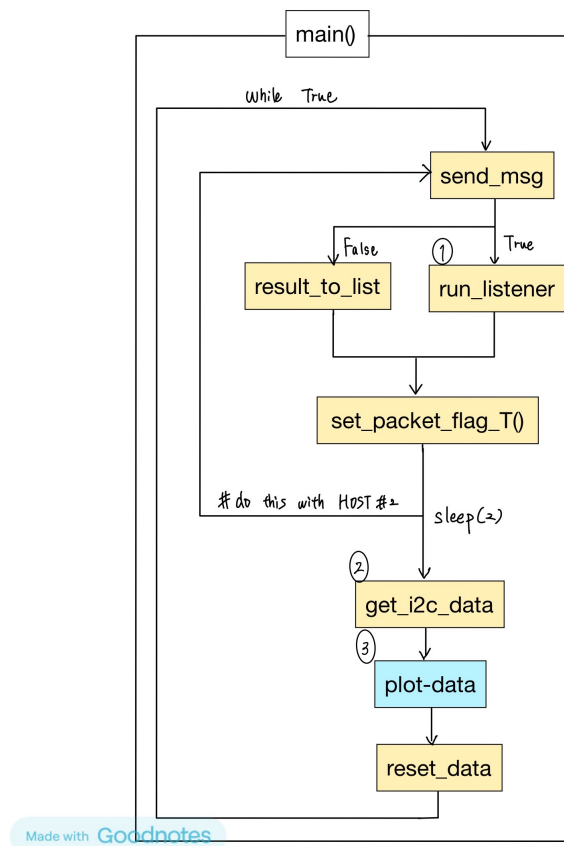 main()
While True
send_msg
False
① True
result_to_list
run_listener
set_packet_flag_T()
# do this with HOST #2
sleep(2)
②
get_i2c_data
③
plot-data
reset_data
Made with Goodnotes